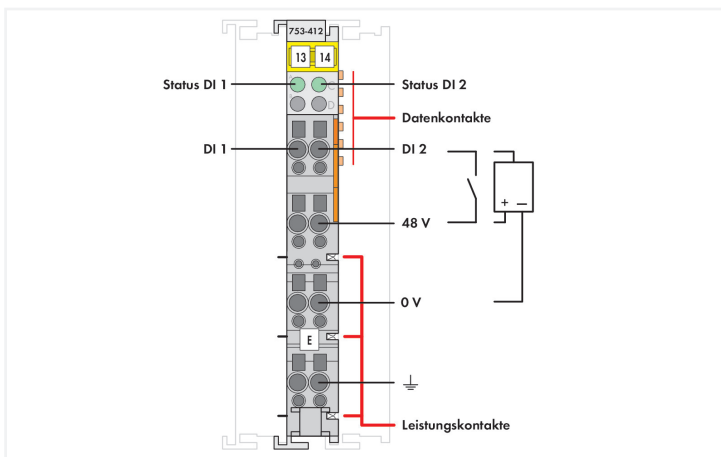 753-412
13 14
Status DI 1
Status DI 2
C
D
Datenkontakte
DI 1
DI 2
+ −
48 V
0 V
E
Leistungskontakte